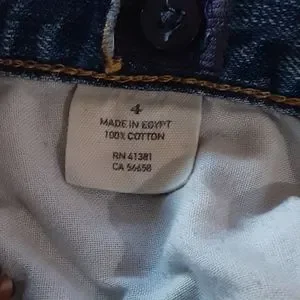 4
MADE IN EGYPT
100% COTTON
RN 41381
CA 56658